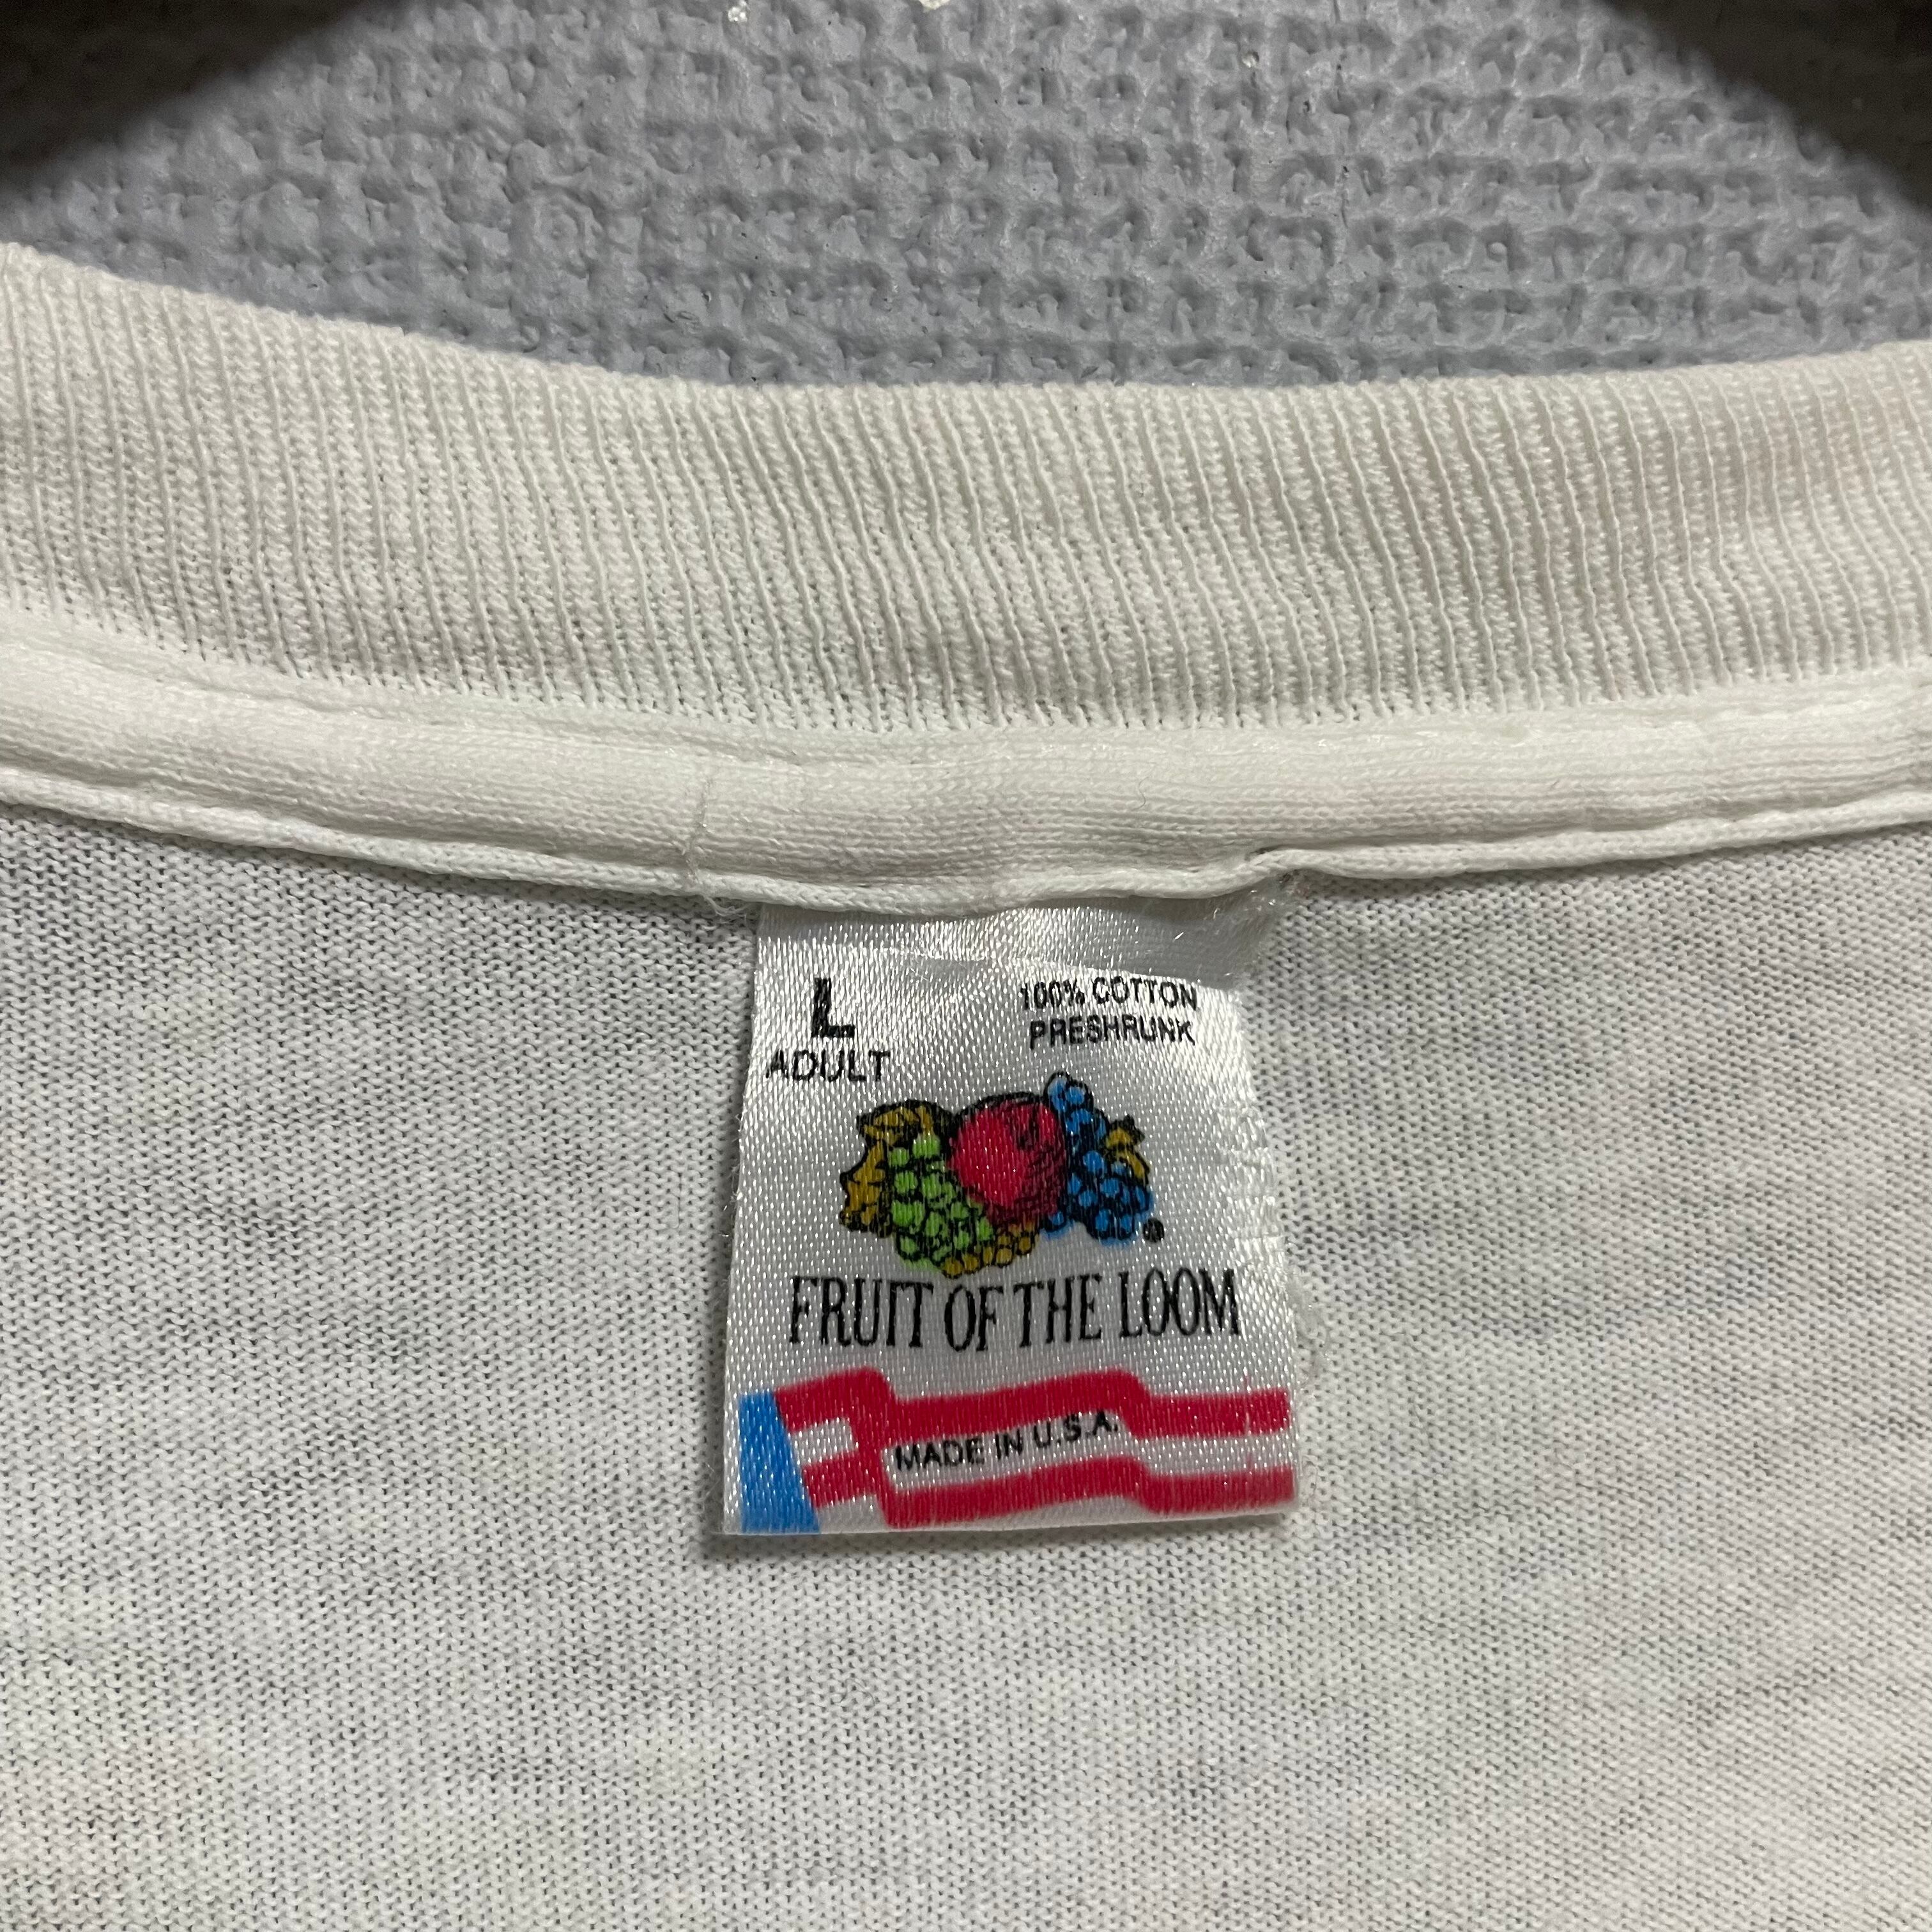 L
ADULT
100% COTTON
PRESHRUNK
FRUIT OF THE LOOM
MADE IN U.S.A.